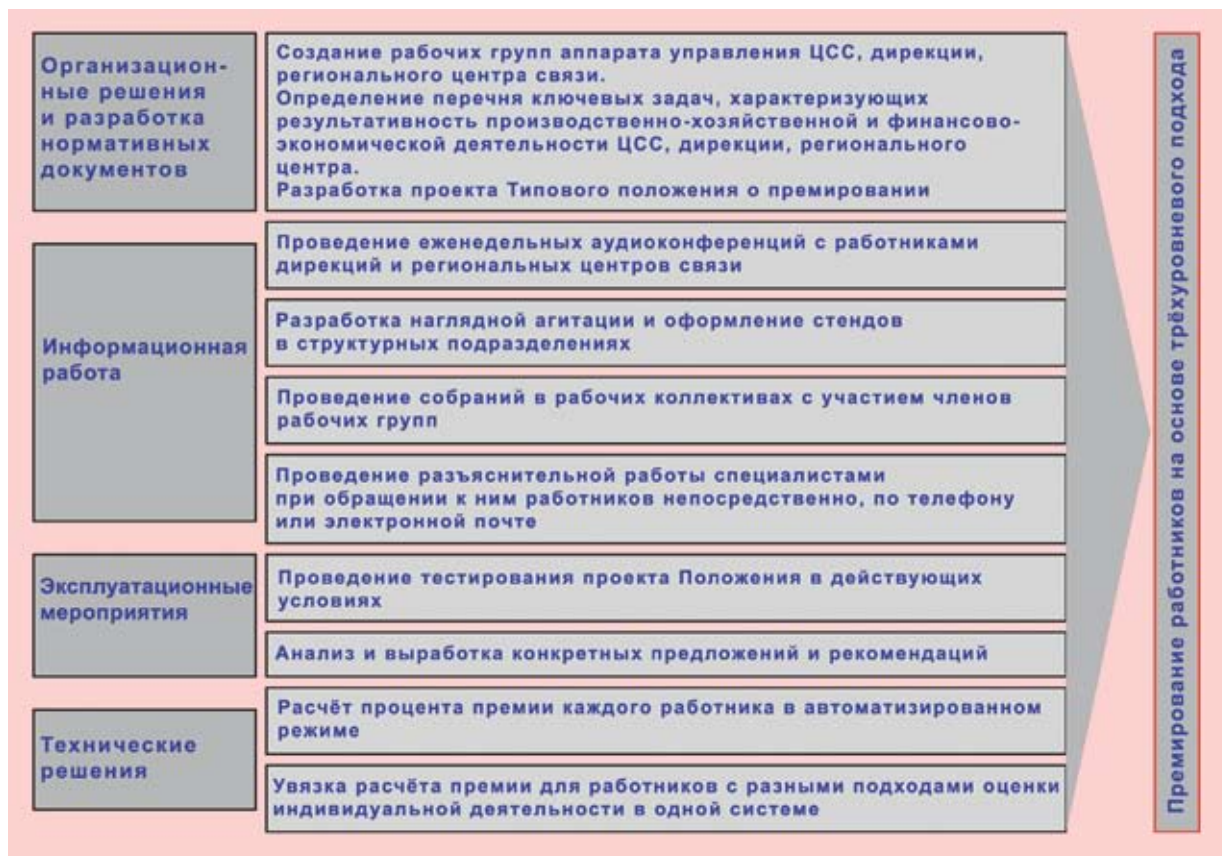 Организацион-
ные решения
и разработка
нормативных
документов
Создание рабочих групп аппарата управления ЦСС, дирекции,
регионального центра связи.
Определение перечня ключевых задач, характеризующих
результативность производственно-хозяйственной и финансово-
экономической деятельности ЦСС, дирекции, регионального
центра.
Разработка проекта Типового положения о премировании
Информационная
работа
Проведение еженедельных аудиоконференций с работниками
дирекций и региональных центров связи
Разработка наглядной агитации и оформление стендов
в структурных подразделениях
Проведение собраний в рабочих коллективах с участием членов
рабочих групп
Проведение разъяснительной работы специалистами
при обращении к ним работников непосредственно, по телефону
или электронной почте
Эксплуатационные
мероприятия
Проведение тестирования проекта Положения в действующих
условиях
Анализ и выработка конкретных предложений и рекомендаций
Технические
решения
Расчёт процента премии каждого работника в автоматизированном
режиме
Увязка расчёта премии для работников с разными подходами оценки
индивидуальной деятельности в одной системе
Премирование работников на основе трёхуровневого подхода